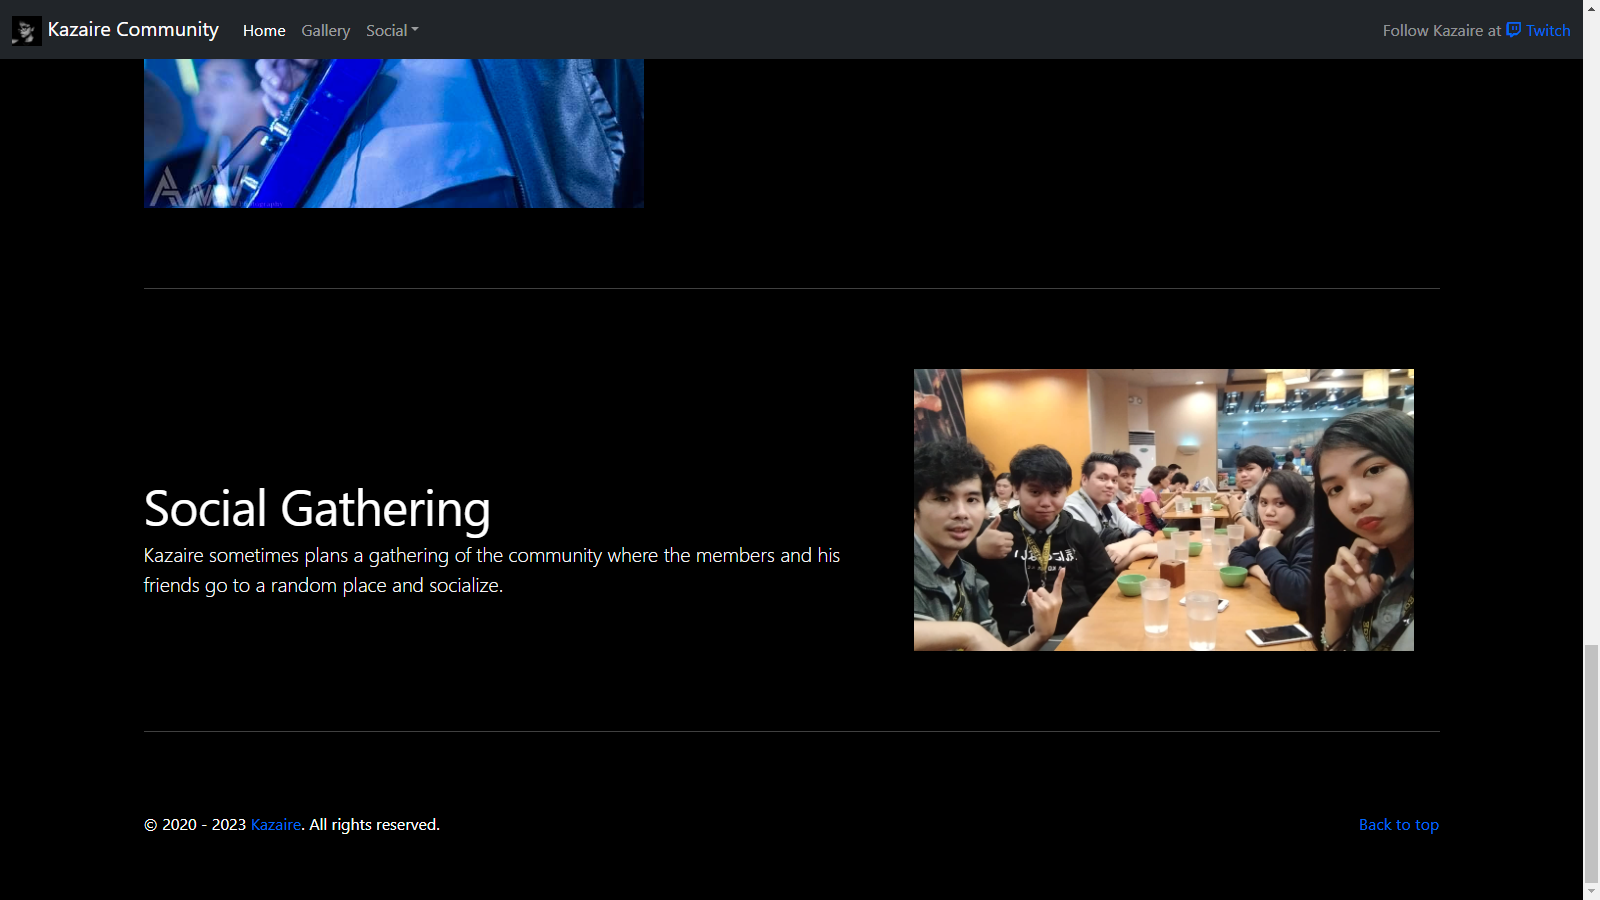 Kazaire Community Home Gallery Social Follow Kazaire at Twitch
Social Gathering
Kazaire sometimes plans a gathering of the community where the members and his
friends go to a random place and socialize.
© 2020 - 2023 Kazaire. All rights reserved. Back to top